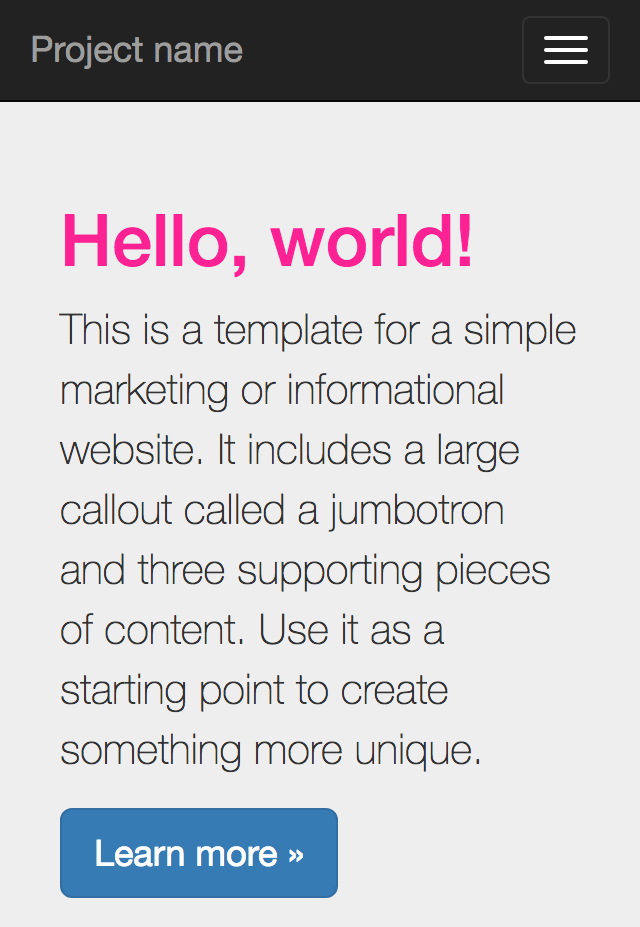 Project name
Hello, world!
This is a template for a simple
marketing or informational
website. It includes a large
callout called a jumbotron
and three supporting pieces
of content. Use it as a
starting point to create
something more unique.
Learn more »